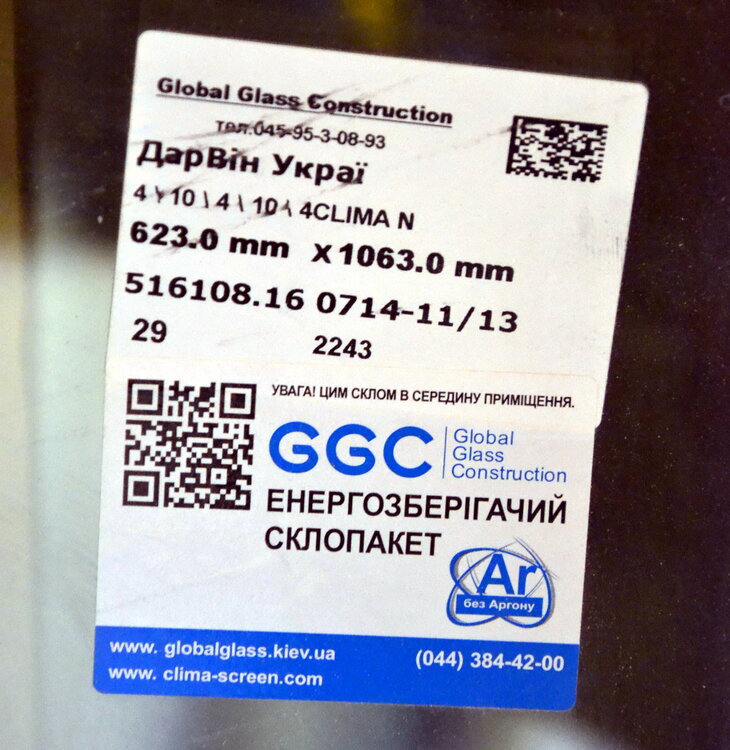 Global Glass Construction
тел.045-95-3-08-93
ДарВін Украї
4 \ 10 \ 4 \ 10 \ 4CLIMA N
623.0 mm x 1063.0 mm
516108.16 0714-11/13
29 2243
УВАГА! ЦИМ СКЛОМ В СЕРЕДИНУ ПРИМІЩЕННЯ.
GGC
Global
Glass
Construction
ЕНЕРГОЗБЕРІГАЧИЙ
СКЛОПАКЕТ
Ar
без Аргону
www. globalglass.kiev.ua
(044) 384-42-00
www. clima-screen.com